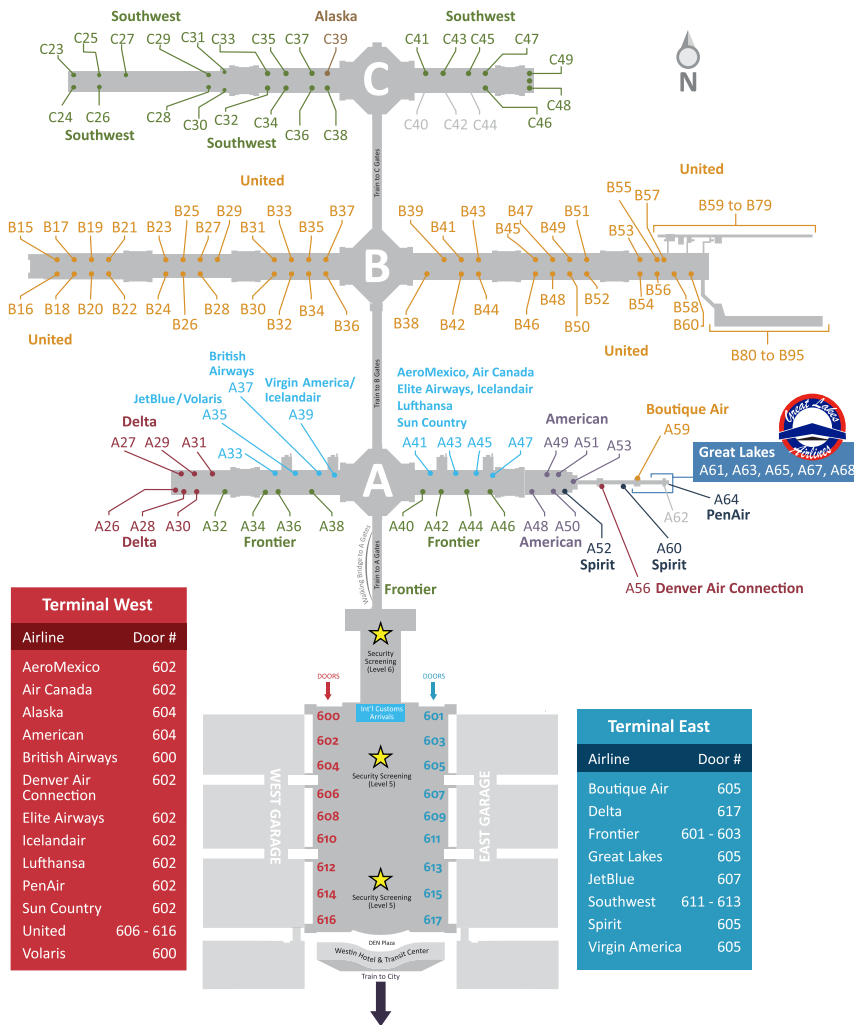 Southwest
Alaska
Southwest
C23
C25
C27
C29
C31
C33
C35
C37
C39
C41
C43
C45
C47
C49
C
C24
C26
C28
C30
C32
C34
C36
C38
C40
C42
C44
C46
C48
Southwest
Southwest
N
Train to C Gates
United
United
B15
B17
B19
B21
B23
B25
B27
B29
B31
B33
B35
B37
B39
B41
B43
B45
B47
B49
B51
B53
B55
B57
B59 to B79
B
B16
B18
B20
B22
B24
B26
B28
B30
B32
B34
B36
B38
B42
B44
B46
B48
B50
B52
B54
B56
B58
B60
B80 to B95
United
United
Train to B Gates
British
Airways
A37
Virgin America/
Icelandair
A39
JetBlue/Volaris
A35
A33
AeroMexico, Air Canada
Elite Airways, Icelandair
Lufthansa
Sun Country
A41
A43
A45
A47
Delta
A27
A29
A31
American
A49
A51
A53
Boutique Air
A59
Great Lakes
Airlines
Great Lakes
A61, A63, A65, A67, A68
A
A26
A28
A30
A32
A34
A36
A38
A40
A42
A44
A46
A48
A50
A52
Spirit
A60
Spirit
A62
A64
PenAir
A56 Denver Air Connection
Delta
Frontier
Frontier
American
Walking Bridge to A Gates
Train to A Gates
Frontier
Security
Screening
(Level 6)
DOORS
DOORS
Int'l Customs
Arrivals
600
601
602
603
604
605
Security Screening
(Level 5)
606
607
608
609
610
611
612
613
614
615
Security Screening
(Level 5)
616
617
WEST GARAGE
EAST GARAGE
DEN Plaza
Westin Hotel & Transit Center
Train to City
Terminal West
Airline Door #
AeroMexico 602
Air Canada 602
Alaska 604
American 604
British Airways 600
Denver Air 602
Connection
Elite Airways 602
Icelandair 602
Lufthansa 602
PenAir 602
Sun Country 602
United 606 - 616
Volaris 600
Terminal East
Airline Door #
Boutique Air 605
Delta 617
Frontier 601 - 603
Great Lakes 605
JetBlue 607
Southwest 611 - 613
Spirit 605
Virgin America 605